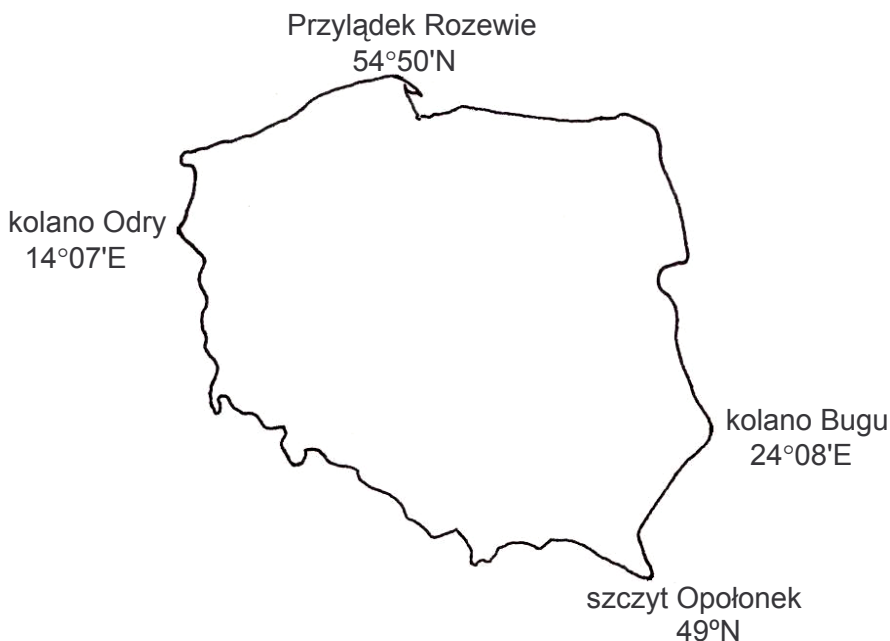 Przylądek Rozewie
54°50'N
kolano Odry
14°07'E
kolano Bugu
24°08'E
szczyt Opołonek
49ºN